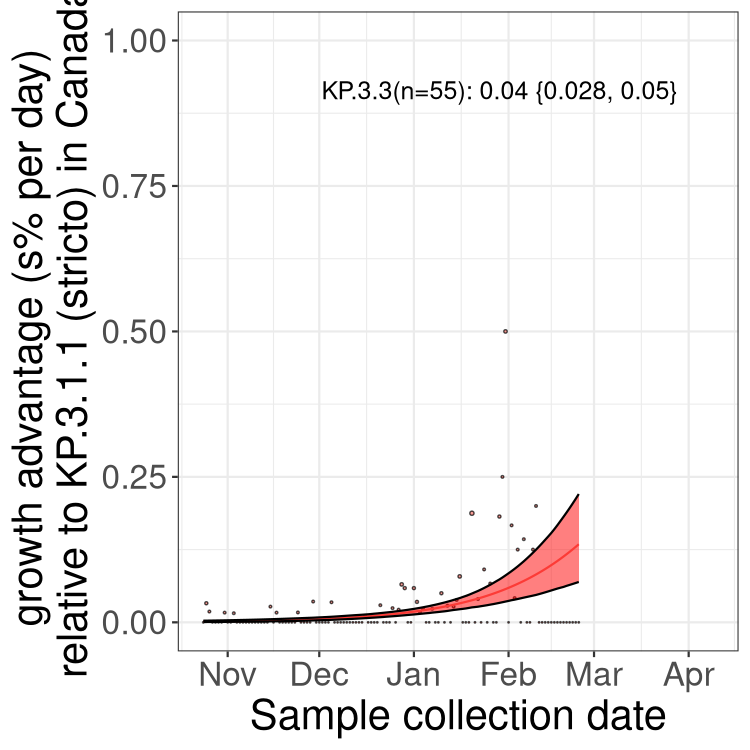 growth advantage (s% per day)
relative to KP.3.1.1 (stricto) in Canada
1.00
KP.3.3(n=55): 0.04 {0.028, 0.05}
0.75
0.50
0.25
0.00
Nov Dec Jan Feb Mar Apr
Sample collection date